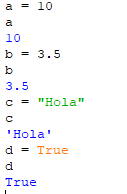 a = 10
a
10
b = 3.5
b
3.5
c = "Hola"
c
'Hola'
d = True
d
True